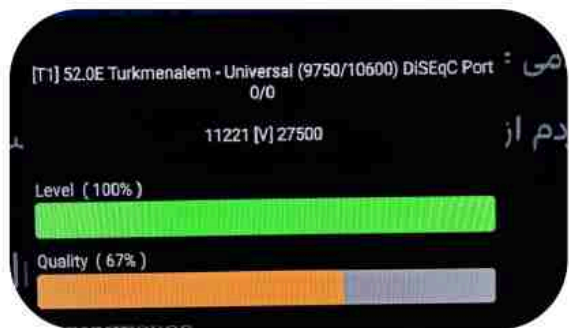 [T1] 52.0E Turkmenalem - Universal (9750/10600) DiSEqC Port
0/0
11221 [V] 27500
Level ( 100% )
Quality ( 67% )